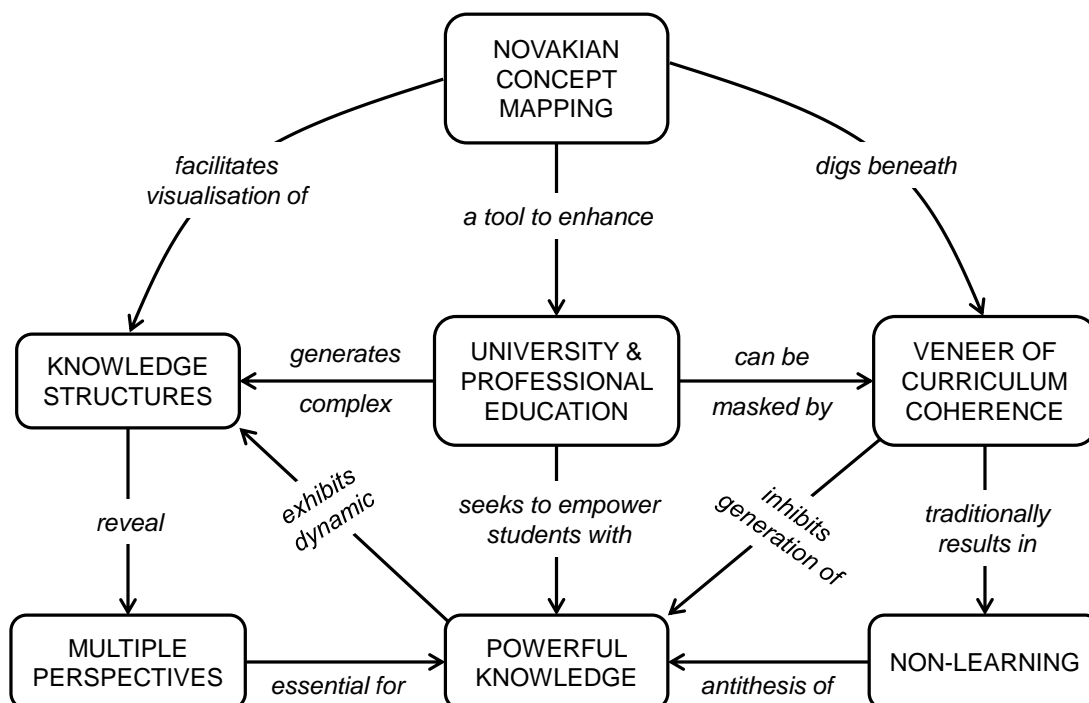 NOVAKIAN
CONCEPT
MAPPING
facilitates
visualisation of
a tool to enhance
digs beneath
KNOWLEDGE
STRUCTURES
generates
complex
UNIVERSITY &
PROFESSIONAL
EDUCATION
can be
masked by
VENEER OF
CURRICULUM
COHERENCE
reveal
exhibits
dynamic
seeks to empower
students with
inhibits
generation of
traditionally
results in
MULTIPLE
PERSPECTIVES
essential for
POWERFUL
KNOWLEDGE
antithesis of
NON-LEARNING